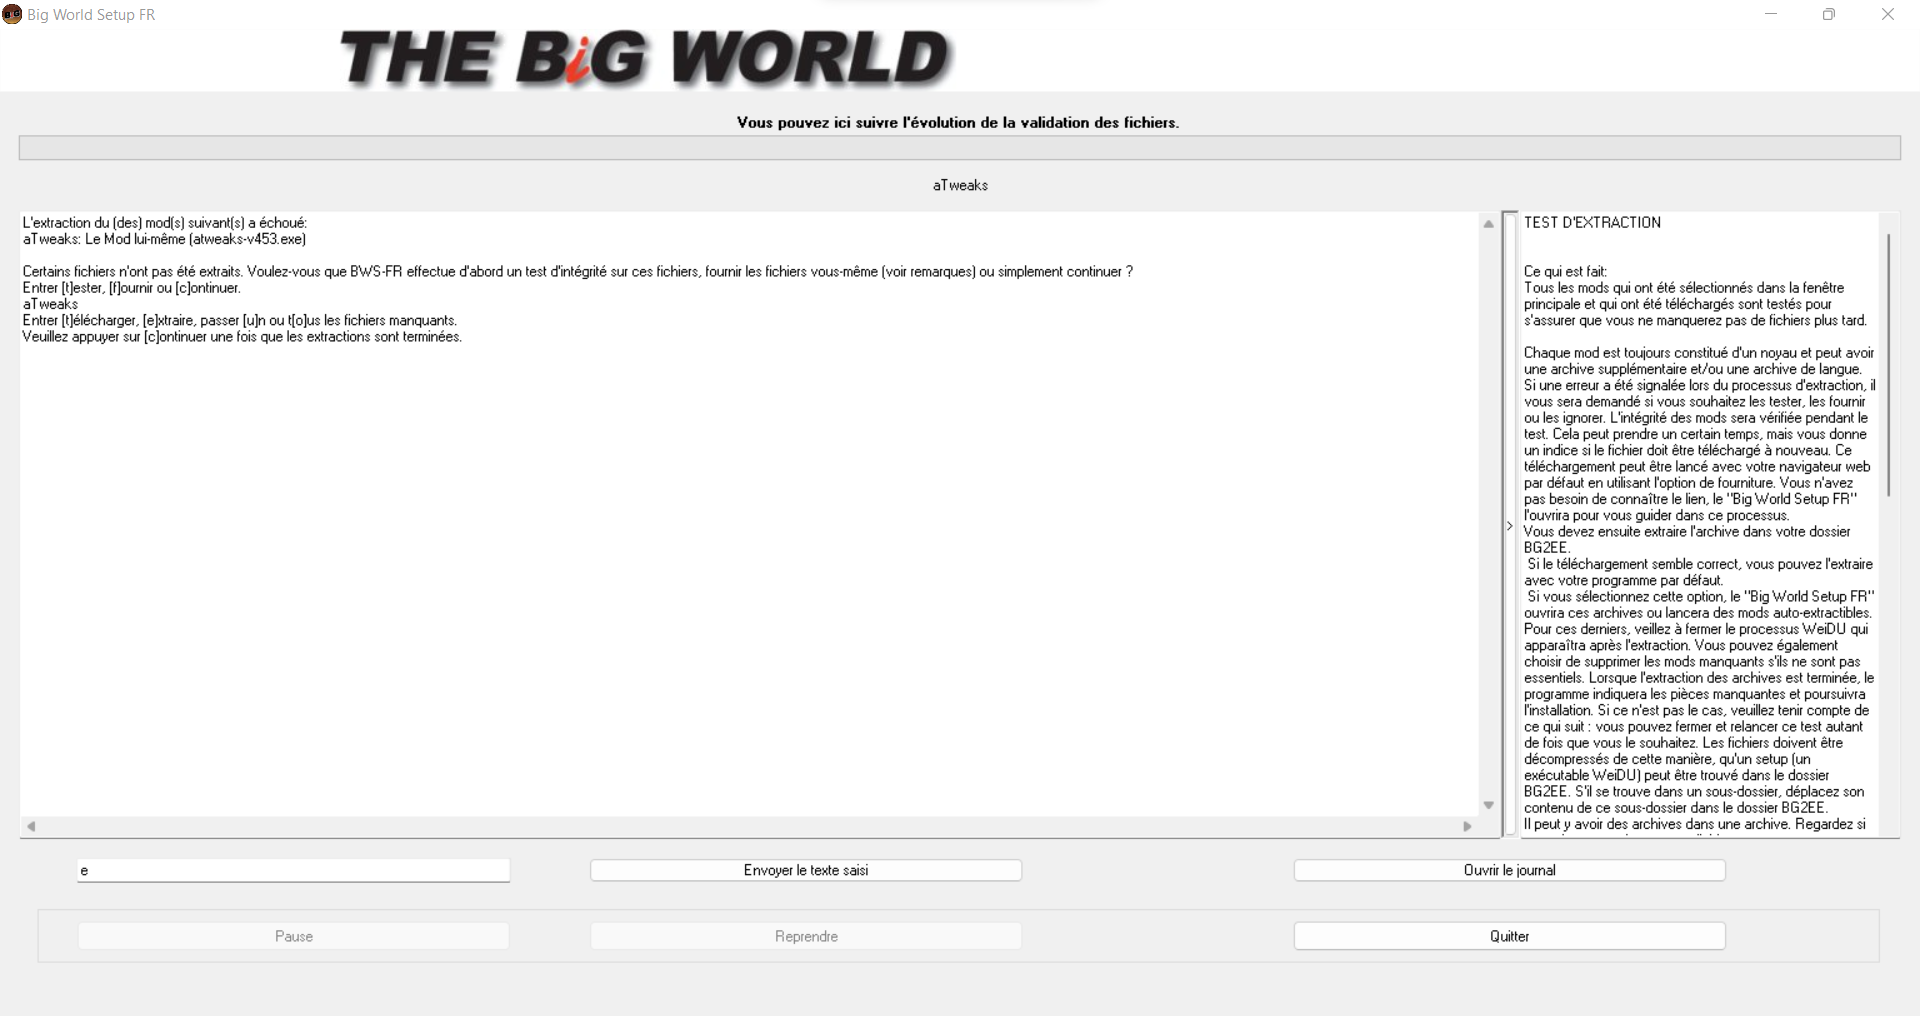 Big World Setup FR
THE BiG WORLD
Vous pouvez ici suivre l'évolution de la validation des fichiers.
aTweaks
L'extraction du (des) mod(s) suivant(s) a échoué:
aTweaks: Le Mod lui-même (atweaks-v453.exe)
Certains fichiers n'ont pas été extraits. Voulez-vous que BWS-FR effectue d'abord un test d'intégrité sur ces fichiers, fournir les fichiers vous-même (voir remarques) ou simplement continuer ?
Entrer [t]ester, [f]ournir ou [c]ontinuer.
aTweaks
Entrer [t]élécharger, [e]xtraire, passer [u]n ou t[o]us les fichiers manquants.
Veuillez appuyer sur [c]ontinuer une fois que les extractions sont terminées.
TEST D'EXTRACTION
Ce qui est fait:
Tous les mods qui ont été sélectionnés dans la fenêtre
principale et qui ont été téléchargés sont testés pour
s'assurer que vous ne manquerez pas de fichiers plus tard.
Chaque mod est toujours constitué d'un noyau et peut avoir
une archive supplémentaire et/ou une archive de langue.
Si une erreur a été signalée lors du processus d'extraction, il
vous sera demandé si vous souhaitez les tester, les fournir
ou les ignorer. L'intégrité des mods sera vérifiée pendant le
test. Cela peut prendre un certain temps, mais vous donne
un indice si le fichier doit être téléchargé à nouveau. Ce
téléchargement peut être lancé avec votre navigateur web
par défaut en utilisant l'option de fourniture. Vous n'avez
pas besoin de connaître le lien, le "Big World Setup FR"
l'ouvrira pour vous guider dans ce processus.
Vous devez ensuite extraire l'archive dans votre dossier
BG2EE.
Si le téléchargement semble correct, vous pouvez l'extraire
avec votre programme par défaut.
Si vous sélectionnez cette option, le "Big World Setup FR"
ouvrira ces archives ou lancera des mods auto-extractibles.
Pour ces derniers, veillez à fermer le processus WeiDU qui
apparaîtra après l'extraction. Vous pouvez également
choisir de supprimer les mods manquants s'ils ne sont pas
essentiels. Lorsque l'extraction des archives est terminée, le
programme indiquera les pièces manquantes et poursuivra
l'installation. Si ce n'est pas le cas, veuillez tenir compte de
ce qui suit : vous pouvez fermer et relancer ce test autant
de fois que vous le souhaitez. Les fichiers doivent être
décompressés de cette manière, qu'un setup (un
exécutable WeiDU) peut être trouvé dans le dossier
BG2EE. S'il se trouve dans un sous-dossier, déplacez son
contenu de ce sous-dossier dans le dossier BG2EE.
Il peut y avoir des archives dans une archive. Regardez si
e
Envoyer le texte saisi
Ouvrir le journal
Pause
Reprendre
Quitter